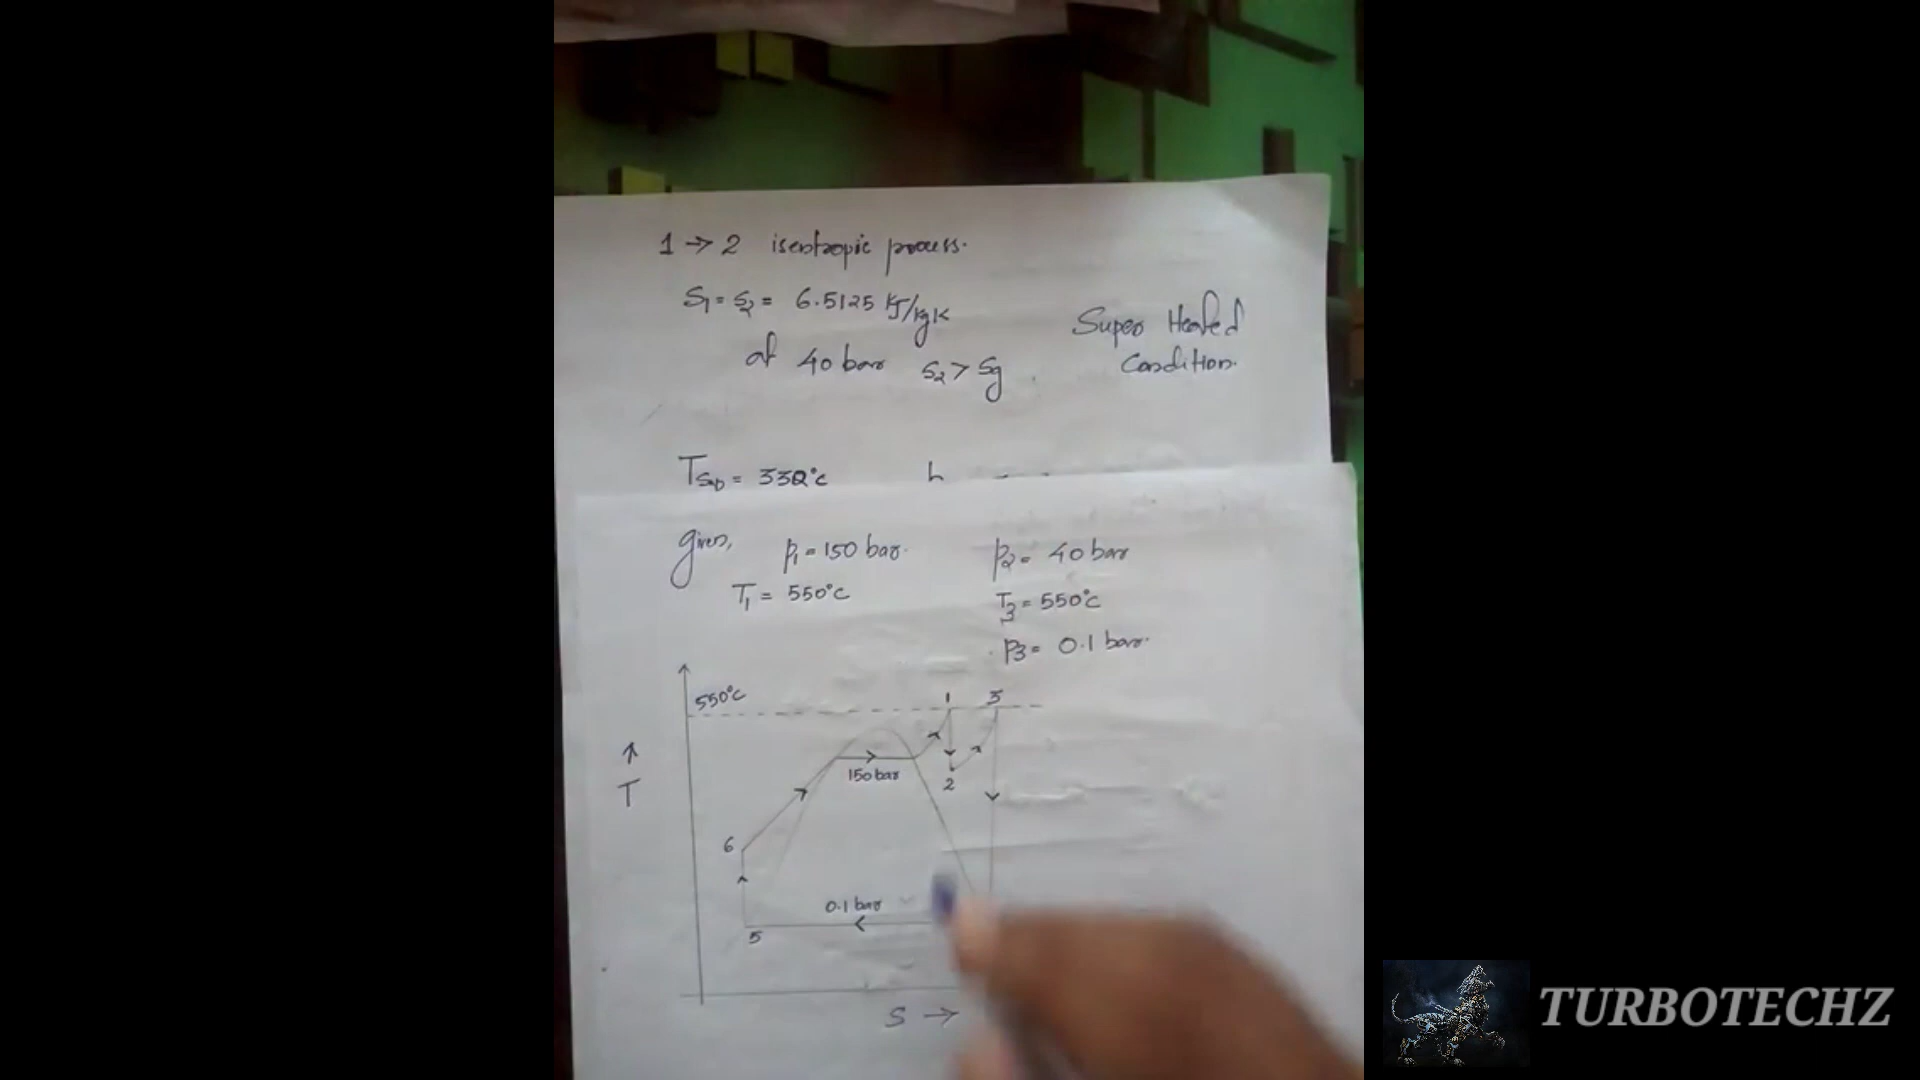 1 → 2 isentropic process.
S₁ = S₂ = 6.5125 kJ/kgK
at 40 bar S₂ > Sg
Super Heated
Condition.
Tsup = 332°C h
given, p₁ = 150 bar.
T₁ = 550°C
p₂ = 40 bar
T₃ = 550°C
p₃ = 0.1 bar.
550°C
1 3
↑
T
150 bar
2
6
0.1 bar
5
S →
TURBOTECHZ